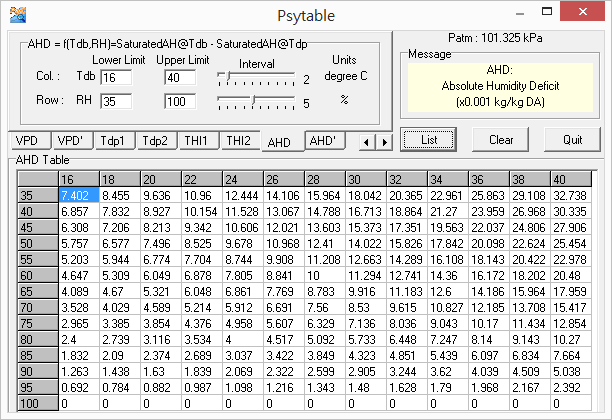 Psytable
AHD = f(Tdb,RH)=SaturatedAH@Tdb - SaturatedAH@Tdp
Lower Limit Upper Limit Interval Units
Col. : Tdb 16 40 2 degree C
Row : RH 35 100 5 %
Patm : 101.325 kPa
Message
AHD:
Absolute Humidity Deficit
(x0.001 kg/kg DA)
VPD VPD' Tdp1 Tdp2 THI1 THI2 AHD AHD'
List Clear Quit
AHD Table
16 18 20 22 24 26 28 30 32 34 36 38 40
35 7.402 8.455 9.636 10.96 12.444 14.106 15.964 18.042 20.365 22.961 25.863 29.108 32.738
40 6.857 7.832 8.927 10.154 11.528 13.067 14.788 16.713 18.864 21.27 23.959 26.968 30.335
45 6.308 7.206 8.213 9.342 10.606 12.021 13.603 15.373 17.351 19.563 22.037 24.806 27.906
50 5.757 6.577 7.496 8.525 9.678 10.968 12.41 14.022 15.826 17.842 20.098 22.624 25.454
55 5.203 5.944 6.774 7.704 8.744 9.908 11.208 12.663 14.289 16.108 18.143 20.422 22.978
60 4.647 5.309 6.049 6.878 7.805 8.841 10 11.294 12.741 14.36 16.172 18.202 20.48
65 4.089 4.67 5.321 6.048 6.861 7.769 8.783 9.916 11.183 12.6 14.186 15.964 17.959
70 3.528 4.029 4.589 5.214 5.912 6.691 7.56 8.53 9.615 10.827 12.185 13.708 15.417
75 2.965 3.385 3.854 4.376 4.958 5.607 6.329 7.136 8.036 9.043 10.17 11.434 12.854
80 2.4 2.739 3.116 3.534 4 4.517 5.092 5.733 6.448 7.247 8.14 9.143 10.27
85 1.832 2.09 2.374 2.689 3.037 3.422 3.849 4.323 4.851 5.439 6.097 6.834 7.664
90 1.263 1.438 1.63 1.839 2.069 2.322 2.599 2.905 3.244 3.62 4.039 4.509 5.038
95 0.692 0.784 0.882 0.987 1.098 1.216 1.343 1.48 1.628 1.79 1.968 2.167 2.392
100 0 0 0 0 0 0 0 0 0 0 0 0 0